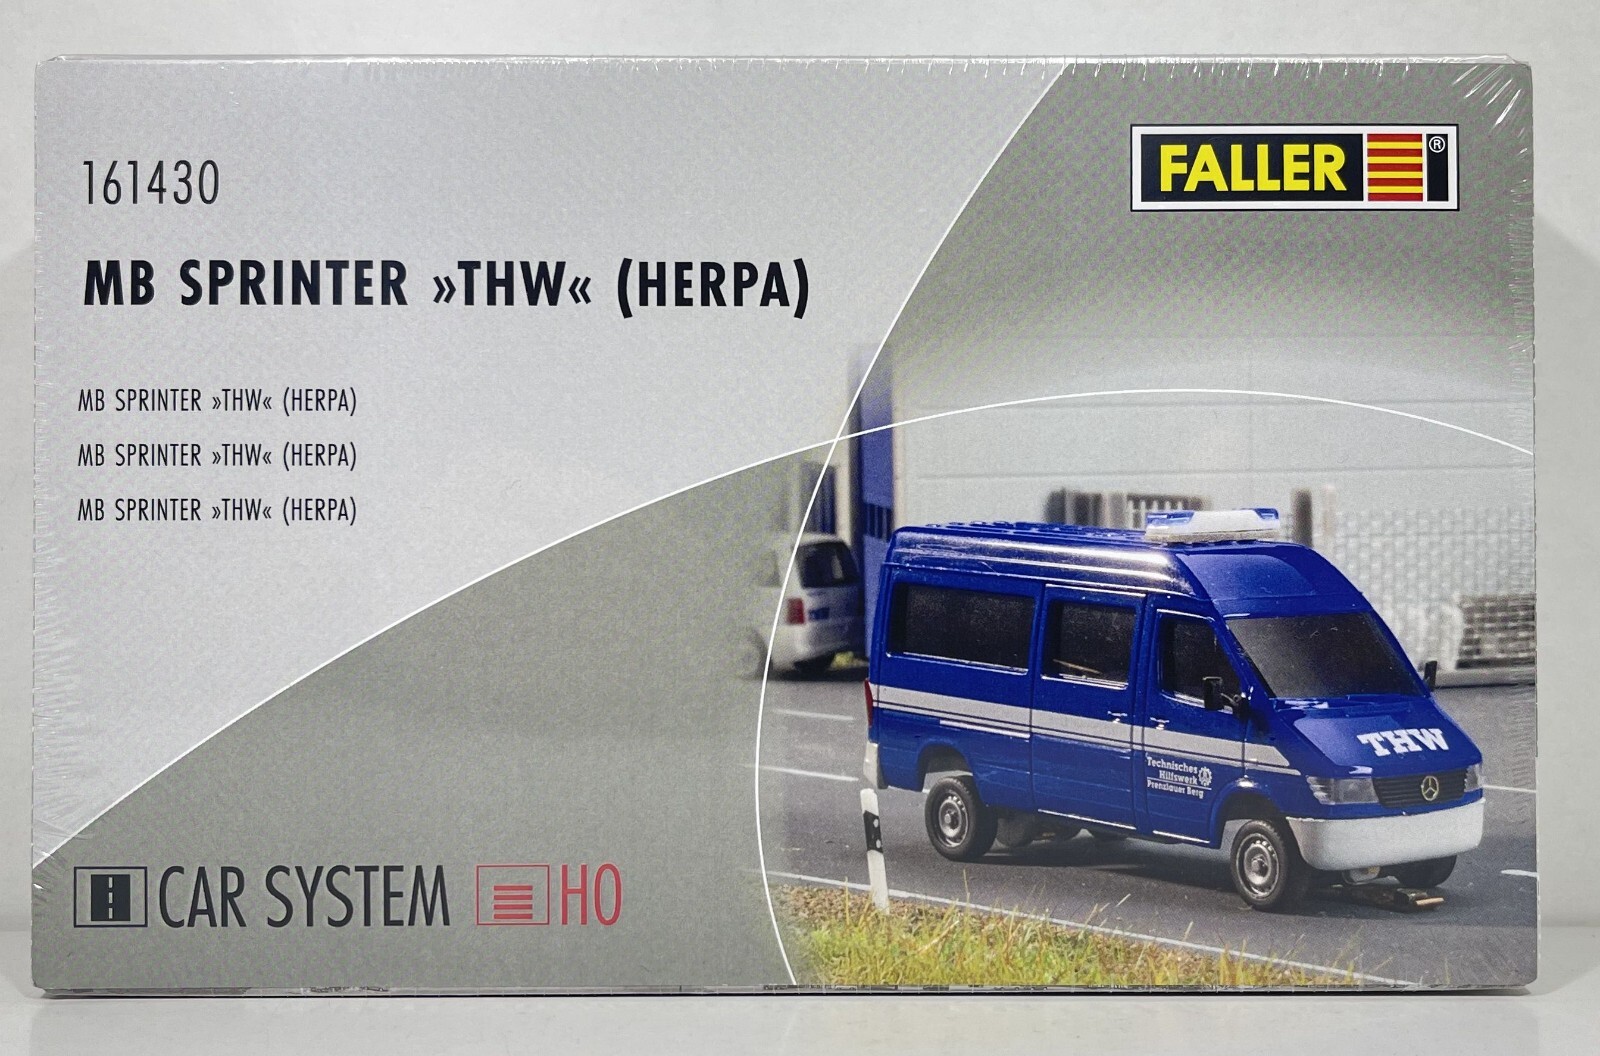 161430
FALLER®
MB SPRINTER »THW« (HERPA)
MB SPRINTER »THW« (HERPA)
MB SPRINTER »THW« (HERPA)
MB SPRINTER »THW« (HERPA)
THW
Technisches
Hilfswerk
Prenzlauer Berg
CAR SYSTEM H0